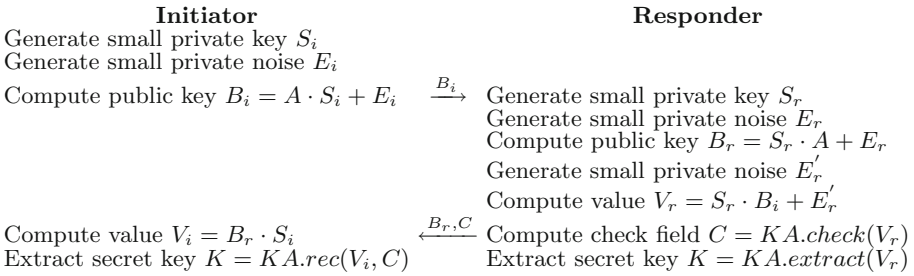 Initiator Responder
Generate small private key S_i
Generate small private noise E_i
Compute public key B_i = A · S_i + E_i \xrightarrow{B_i} Generate small private key S_r
Generate small private noise E_r
Compute public key B_r = S_r · A + E_r
Generate small private noise E_r^'
Compute value V_r = S_r · B_i + E_r^'
Compute value V_i = B_r · S_i \xleftarrow{B_r, C} Compute check field C = KA.check(V_r)
Extract secret key K = KA.rec(V_i, C) Extract secret key K = KA.extract(V_r)